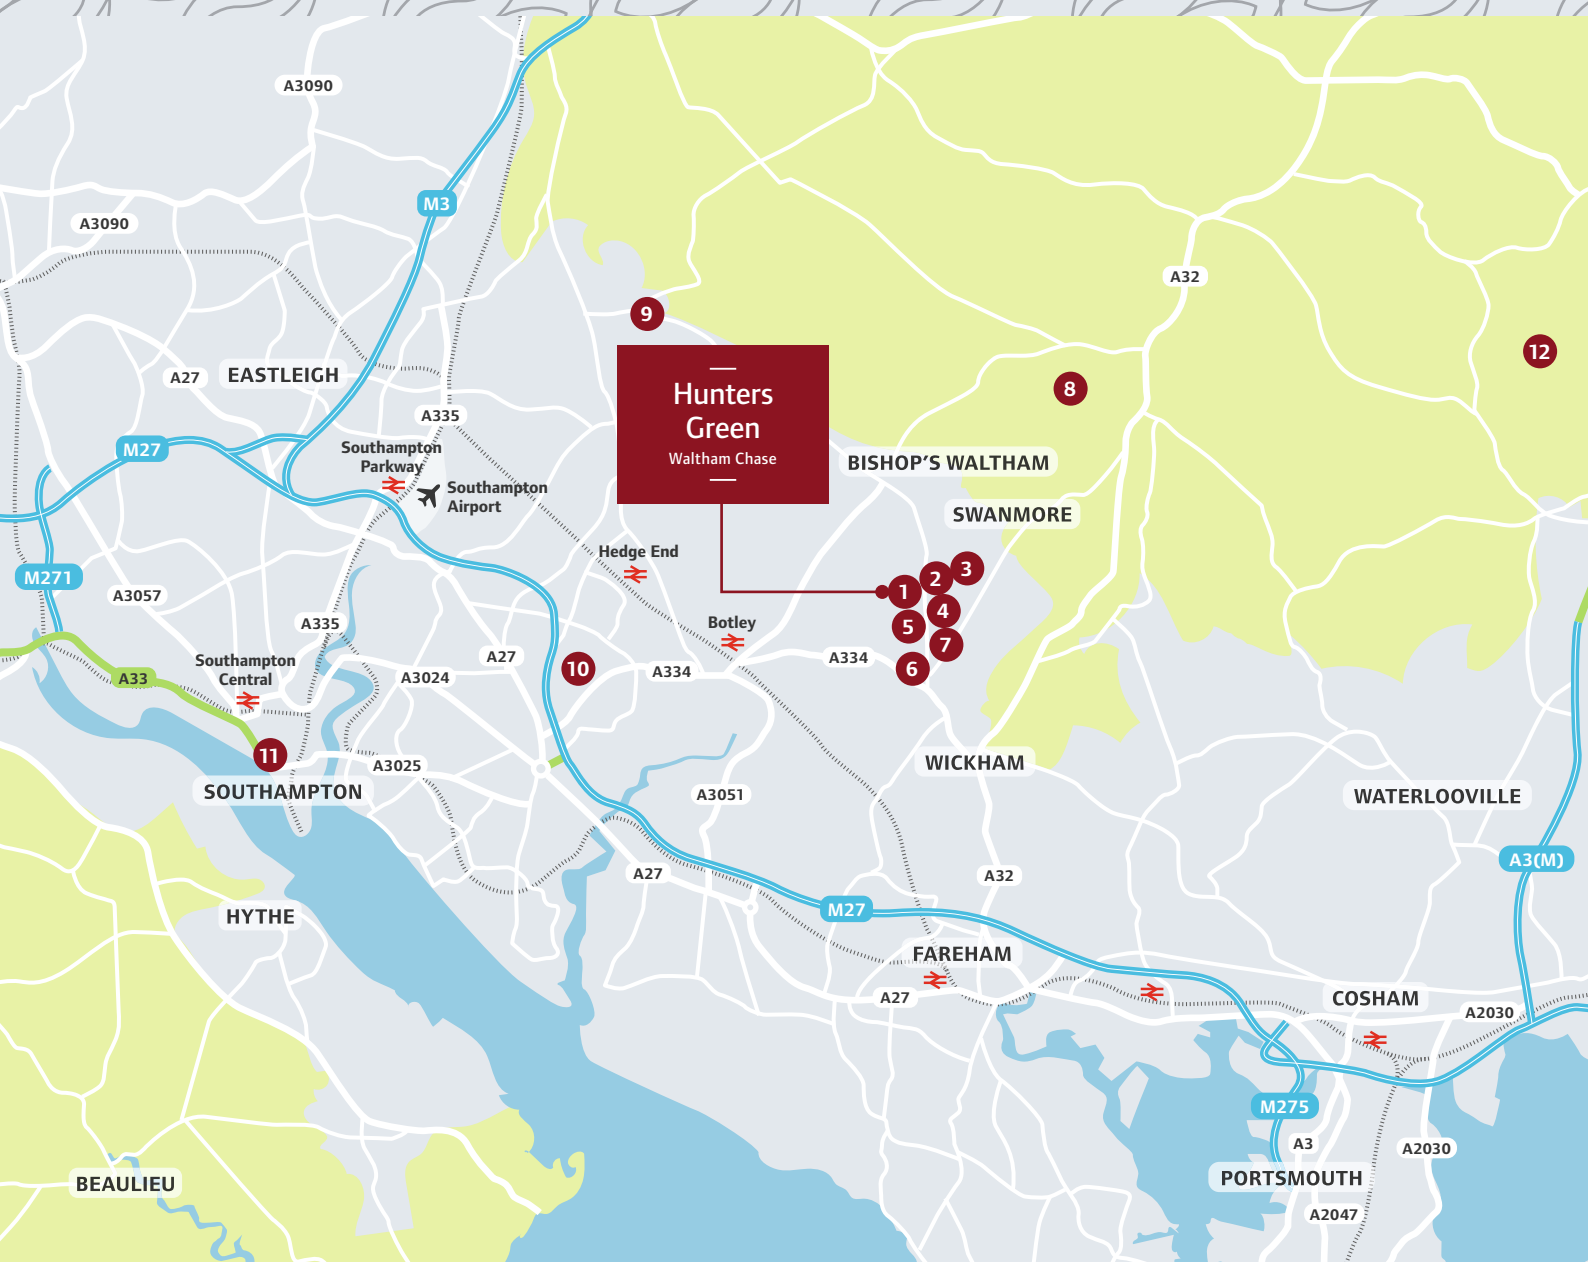 A3090
M3
A3090
A32
9
12
Hunters
Green
Waltham Chase
A27
EASTLEIGH
8
A335
M27
Southampton
Parkway
BISHOP'S WALTHAM
Southampton
Airport
SWANMORE
Hedge End
M271
3
2
1
A3057
4
A335
Botley
5
7
A27
A334
Southampton
Central
10
A334
6
A33
A3024
11
A3025
WICKHAM
SOUTHAMPTON
A3051
WATERLOOVILLE
A3(M)
A27
A32
M27
HYTHE
FAREHAM
A27
COSHAM
A2030
M275
A3
A2030
BEAULIEU
PORTSMOUTH
A2047